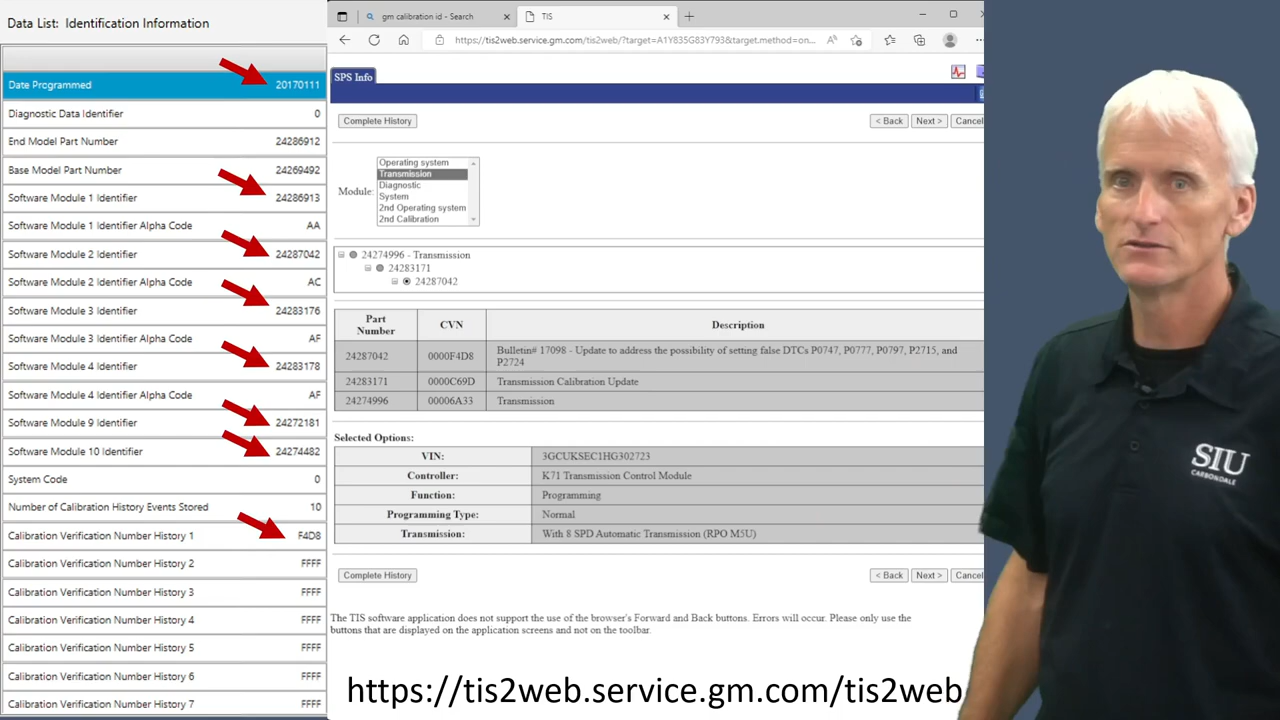 Data List: Identification Information
Date Programmed 20170111
Diagnostic Data Identifier 0
End Model Part Number 24286912
Base Model Part Number 24269492
Software Module 1 Identifier 24286913
Software Module 1 Identifier Alpha Code AA
Software Module 2 Identifier 24287042
Software Module 2 Identifier Alpha Code AC
Software Module 3 Identifier 24283176
Software Module 3 Identifier Alpha Code AF
Software Module 4 Identifier 24283178
Software Module 4 Identifier Alpha Code AF
Software Module 9 Identifier 24272181
Software Module 10 Identifier 24274482
System Code 0
Number of Calibration History Events Stored 10
Calibration Verification Number History 1 F4D8
Calibration Verification Number History 2 FFFF
Calibration Verification Number History 3 FFFF
Calibration Verification Number History 4 FFFF
Calibration Verification Number History 5 FFFF
Calibration Verification Number History 6 FFFF
Calibration Verification Number History 7 FFFF
gm calibration id - Search
TIS
https://tis2web.service.gm.com/tis2web/?target=A1Y835G83Y793&target.method=on...
SPS Info
Complete History < Back Next > Cancel
Module:
Operating system
Transmission
Diagnostic
System
2nd Operating system
2nd Calibration
24274996 - Transmission
24283171
24287042
Part Number CVN Description
24287042 0000F4D8 Bulletin# 17098 - Update to address the possibility of setting false DTCs P0747, P0777, P0797, P2715, and
P2724
24283171 0000C69D Transmission Calibration Update
24274996 00006A33 Transmission
Selected Options:
VIN: 3GCUKSEC1HG302723
Controller: K71 Transmission Control Module
Function: Programming
Programming Type: Normal
Transmission: With 8 SPD Automatic Transmission (RPO M5U)
Complete History < Back Next > Cancel
The TIS software application does not support the use of the browser's Forward and Back buttons. Errors will occur. Please only use the
buttons that are displayed on the application screens and not on the toolbar.
https://tis2web.service.gm.com/tis2web
SIU
CARBONDALE